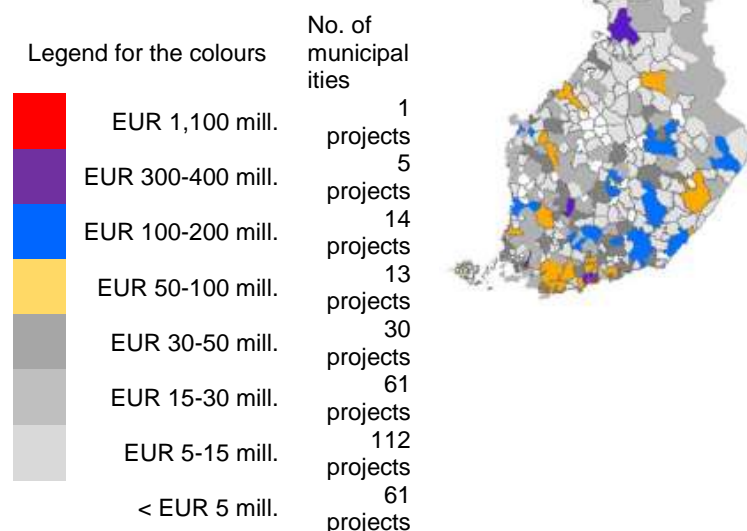 Legend for the colours
No. of
municipal
ities
EUR 1,100 mill.
1
projects
EUR 300-400 mill.
5
projects
EUR 100-200 mill.
14
projects
EUR 50-100 mill.
13
projects
EUR 30-50 mill.
30
projects
EUR 15-30 mill.
61
projects
EUR 5-15 mill.
112
projects
< EUR 5 mill.
61
projects